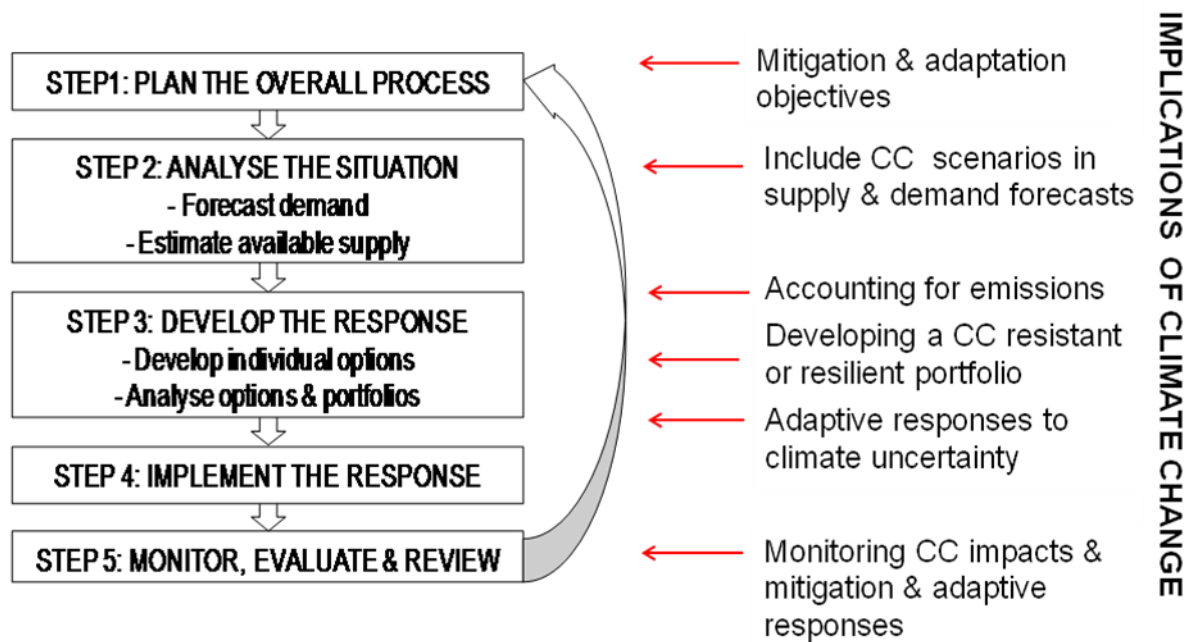 STEP1: PLAN THE OVERALL PROCESS
STEP 2: ANALYSE THE SITUATION
- Forecast demand
- Estimate available supply
STEP 3: DEVELOP THE RESPONSE
- Develop individual options
- Analyse options & portfolios
STEP 4: IMPLEMENT THE RESPONSE
STEP 5: MONITOR, EVALUATE & REVIEW
Mitigation & adaptation
objectives
Include CC scenarios in
supply & demand forecasts
Accounting for emissions
Developing a CC resistant
or resilient portfolio
Adaptive responses to
climate uncertainty
Monitoring CC impacts &
mitigation & adaptive
responses
IMPLICATIONS OF CLIMATE CHANGE